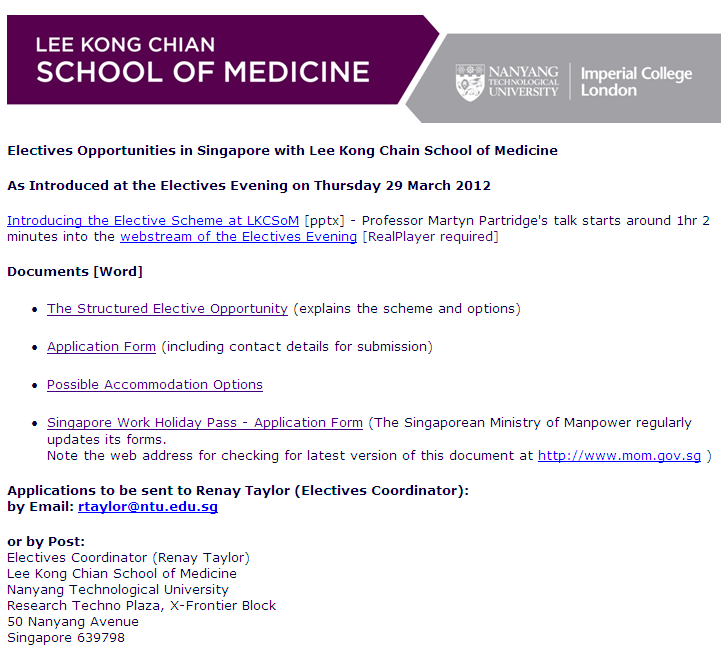 LEE KONG CHIAN
SCHOOL OF MEDICINE
NANYANG
TECHNOLOGICAL
UNIVERSITY
Imperial College
London
Electives Opportunities in Singapore with Lee Kong Chain School of Medicine
As Introduced at the Electives Evening on Thursday 29 March 2012
Introducing the Elective Scheme at LKCSoM [pptx] - Professor Martyn Partridge's talk starts around 1hr 2
minutes into the webstream of the Electives Evening [RealPlayer required]
Documents [Word]
• The Structured Elective Opportunity (explains the scheme and options)
• Application Form (including contact details for submission)
• Possible Accommodation Options
• Singapore Work Holiday Pass - Application Form (The Singaporean Ministry of Manpower regularly
updates its forms.
Note the web address for checking for latest version of this document at http://www.mom.gov.sg )
Applications to be sent to Renay Taylor (Electives Coordinator):
by Email: rtaylor@ntu.edu.sg
or by Post:
Electives Coordinator (Renay Taylor)
Lee Kong Chian School of Medicine
Nanyang Technological University
Research Techno Plaza, X-Frontier Block
50 Nanyang Avenue
Singapore 639798